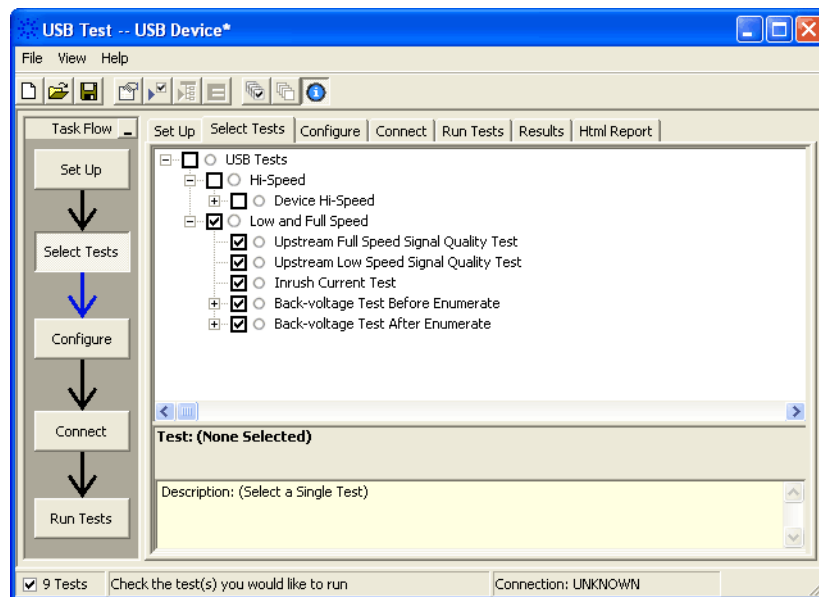 USB Test -- USB Device*
File View Help
Task Flow
Set Up
Select Tests
Configure
Connect
Run Tests
Set Up Select Tests Configure Connect Run Tests Results Html Report
USB Tests
Hi-Speed
Device Hi-Speed
Low and Full Speed
Upstream Full Speed Signal Quality Test
Upstream Low Speed Signal Quality Test
Inrush Current Test
Back-voltage Test Before Enumerate
Back-voltage Test After Enumerate
Test: (None Selected)
Description: (Select a Single Test)
9 Tests Check the test(s) you would like to run Connection: UNKNOWN